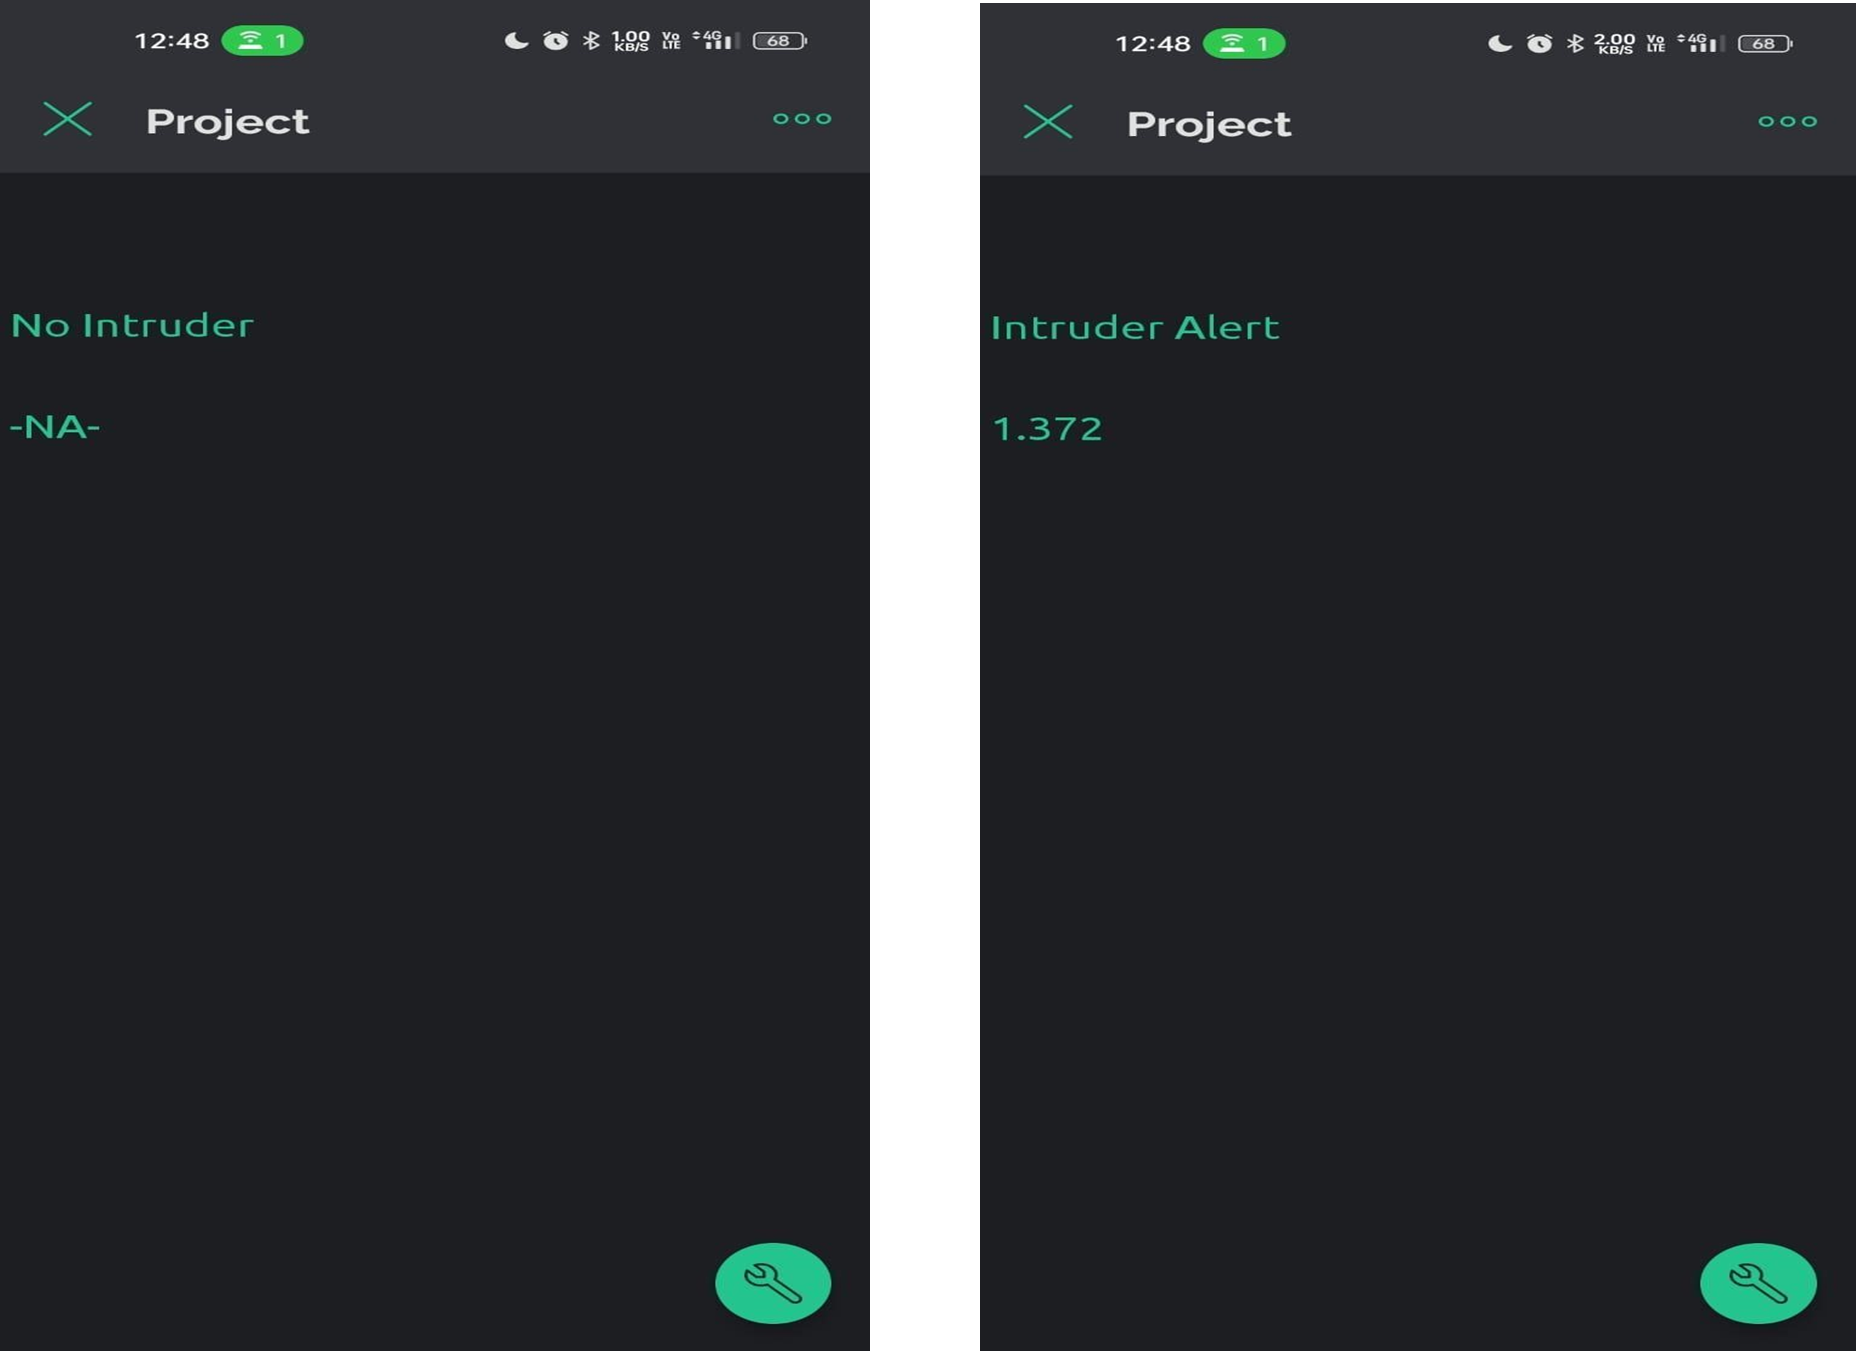 12:48 1 1.00 KB/S Vo LTE 4G 68
Project
No Intruder
-NA-
12:48 1 2.00 KB/S Vo LTE 4G 68
Project
Intruder Alert
1.372